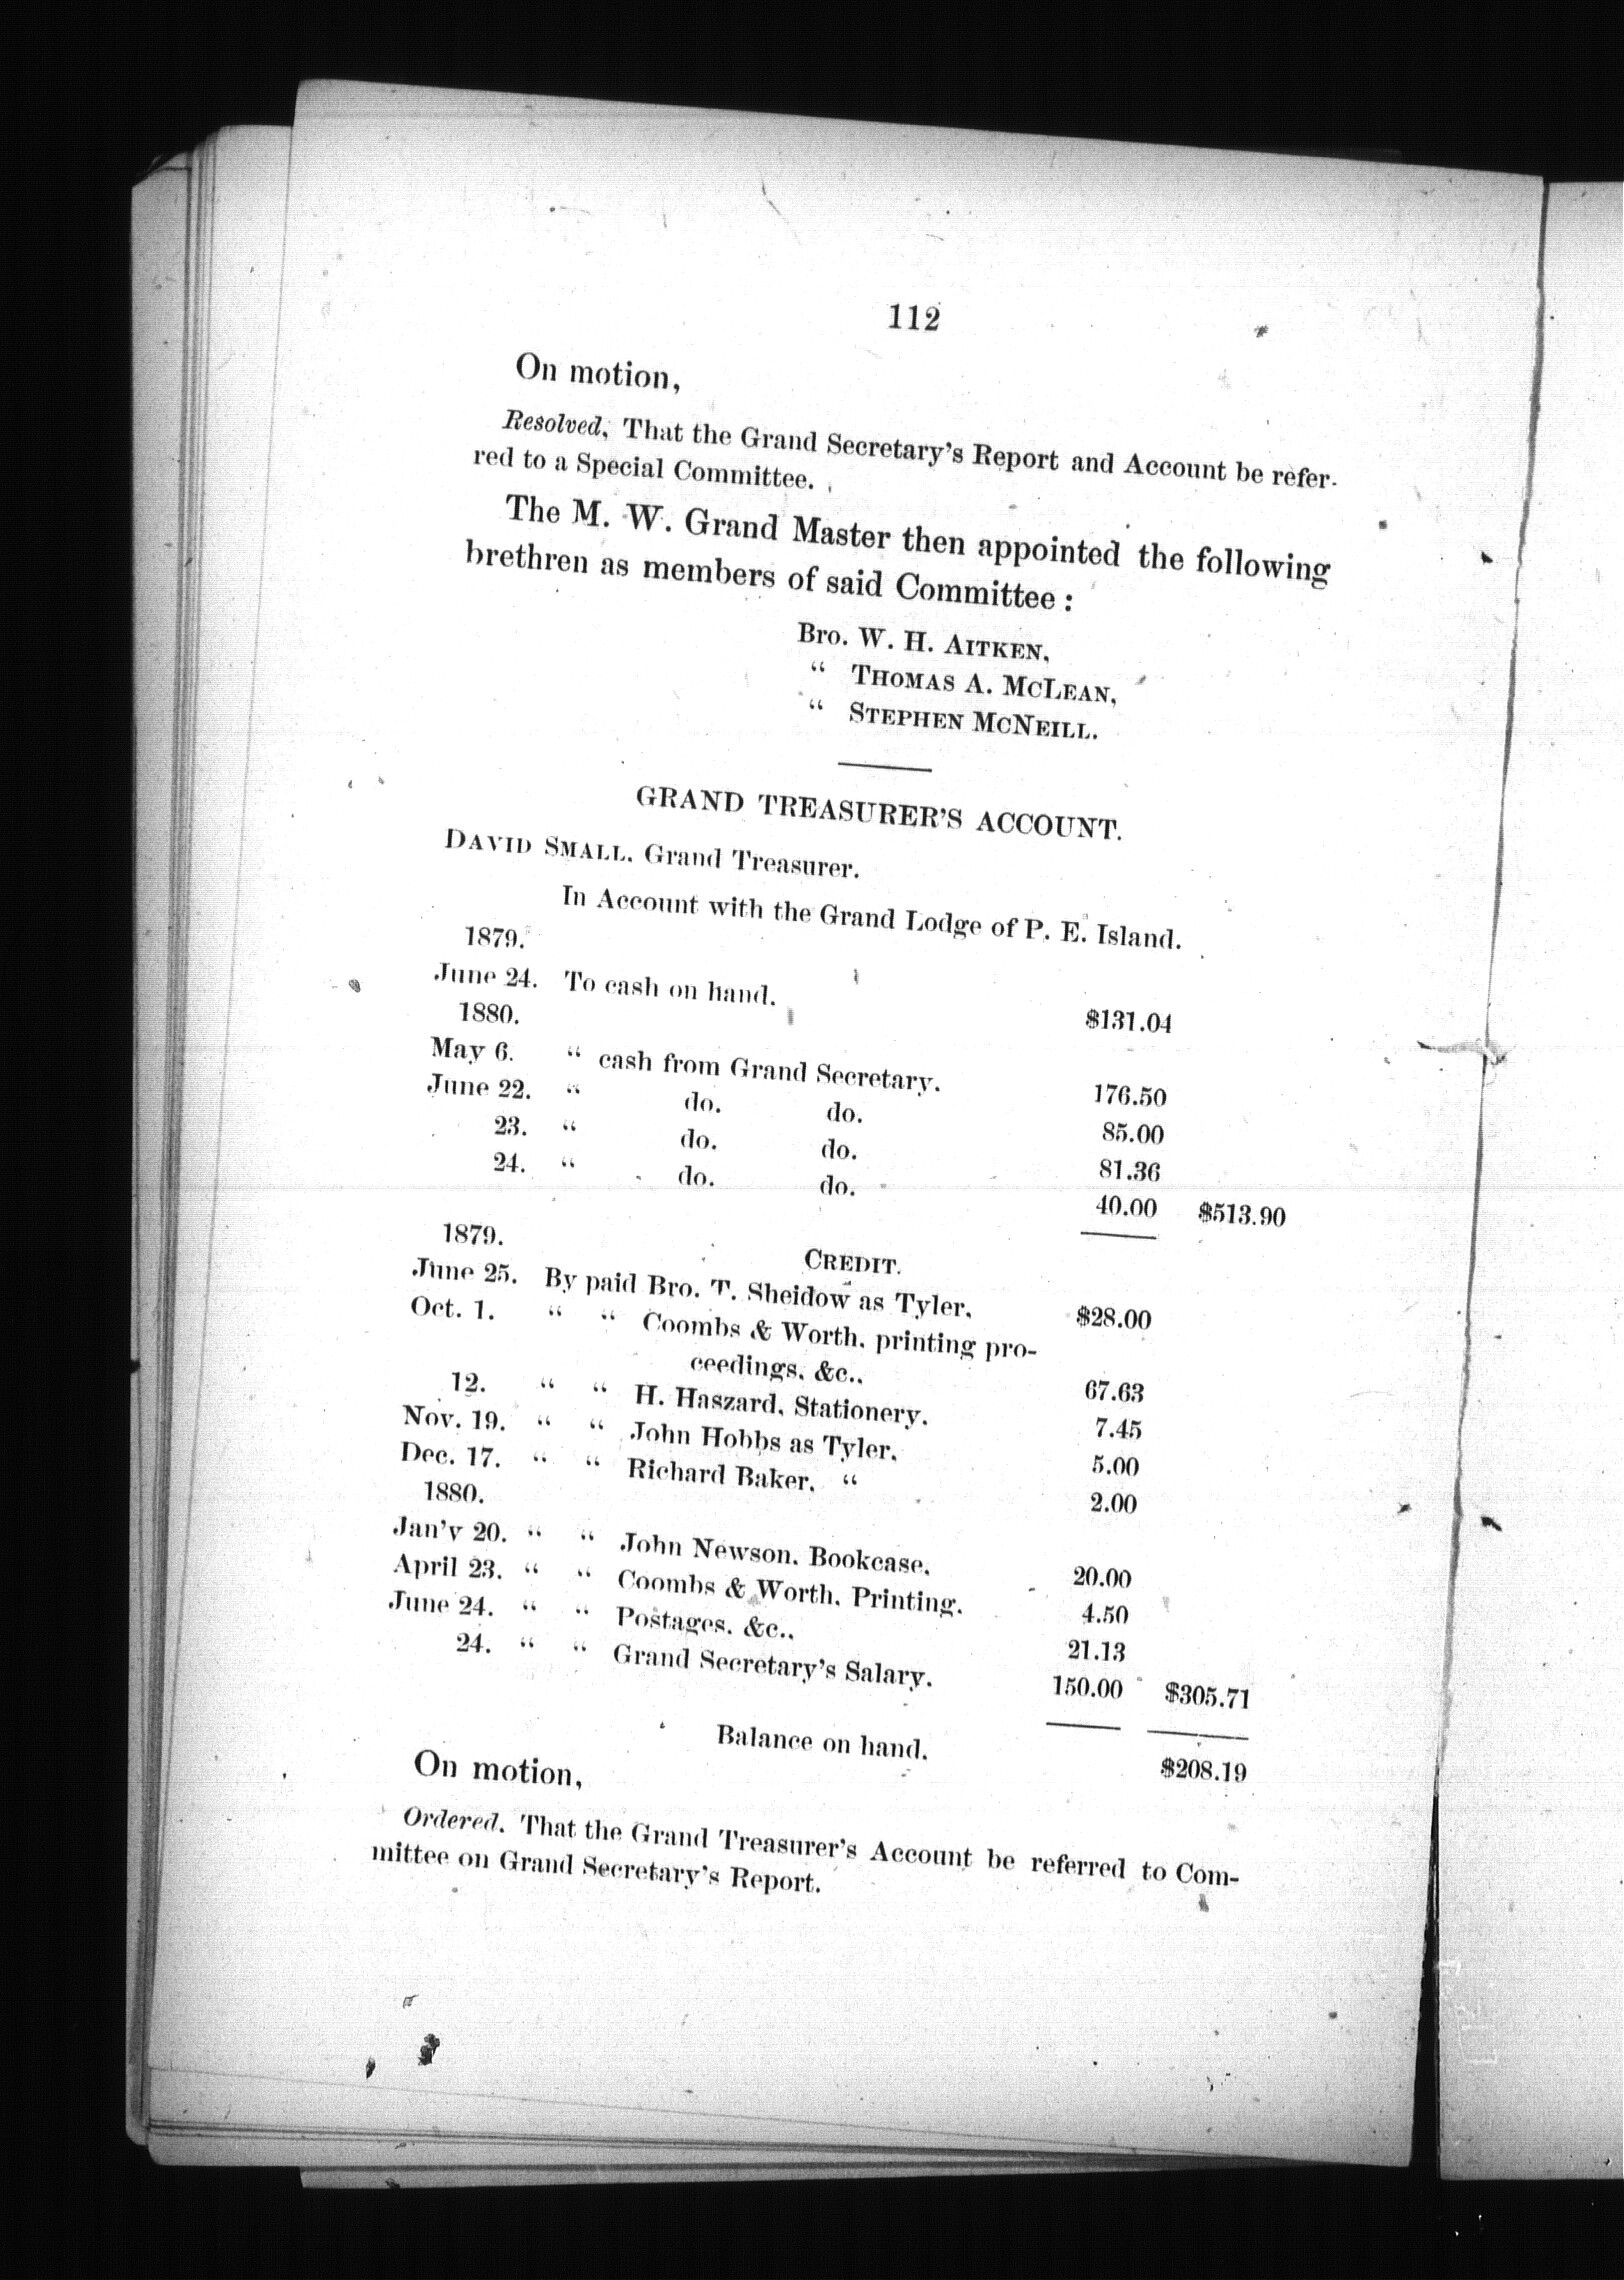 112
On motion,
Resolved, That the Grand Secretary's Report and Account be refer-
red to a Special Committee.
The M. W. Grand Master then appointed the following
brethren as members of said Committee :
Bro. W. H. AITKEN,
“ THOMAS A. MCLEAN,
“ STEPHEN MCNEILL.
GRAND TREASURER'S ACCOUNT.
DAVID SMALL, Grand Treasurer.
In Account with the Grand Lodge of P. E. Island.
1879.
June 24. To cash on hand, $131.04
1880.
May 6. “ cash from Grand Secretary, 176.50
June 22. “ do. do. 85.00
23. “ do. do. 81.36
24. “ do. do. 40.00 $513.90
CREDIT.
1879.
June 25. By paid Bro. T. Sheidow as Tyler, $28.00
Oct. 1. “ “ Coombs & Worth, printing pro-
ceedings, &c., 67.63
12. “ “ H. Haszard, Stationery, 7.45
Nov. 19. “ “ John Hobbs as Tyler, 5.00
Dec. 17. “ “ Richard Baker, “ 2.00
1880.
Jan'y 20. “ “ John Newson, Bookcase, 20.00
April 23. “ “ Coombs & Worth, Printing, 4.50
June 24. “ “ Postages, &c., 21.13
24. “ “ Grand Secretary's Salary, 150.00 $305.71
Balance on hand, $208.19
On motion,
Ordered, That the Grand Treasurer's Account be referred to Com-
mittee on Grand Secretary's Report.